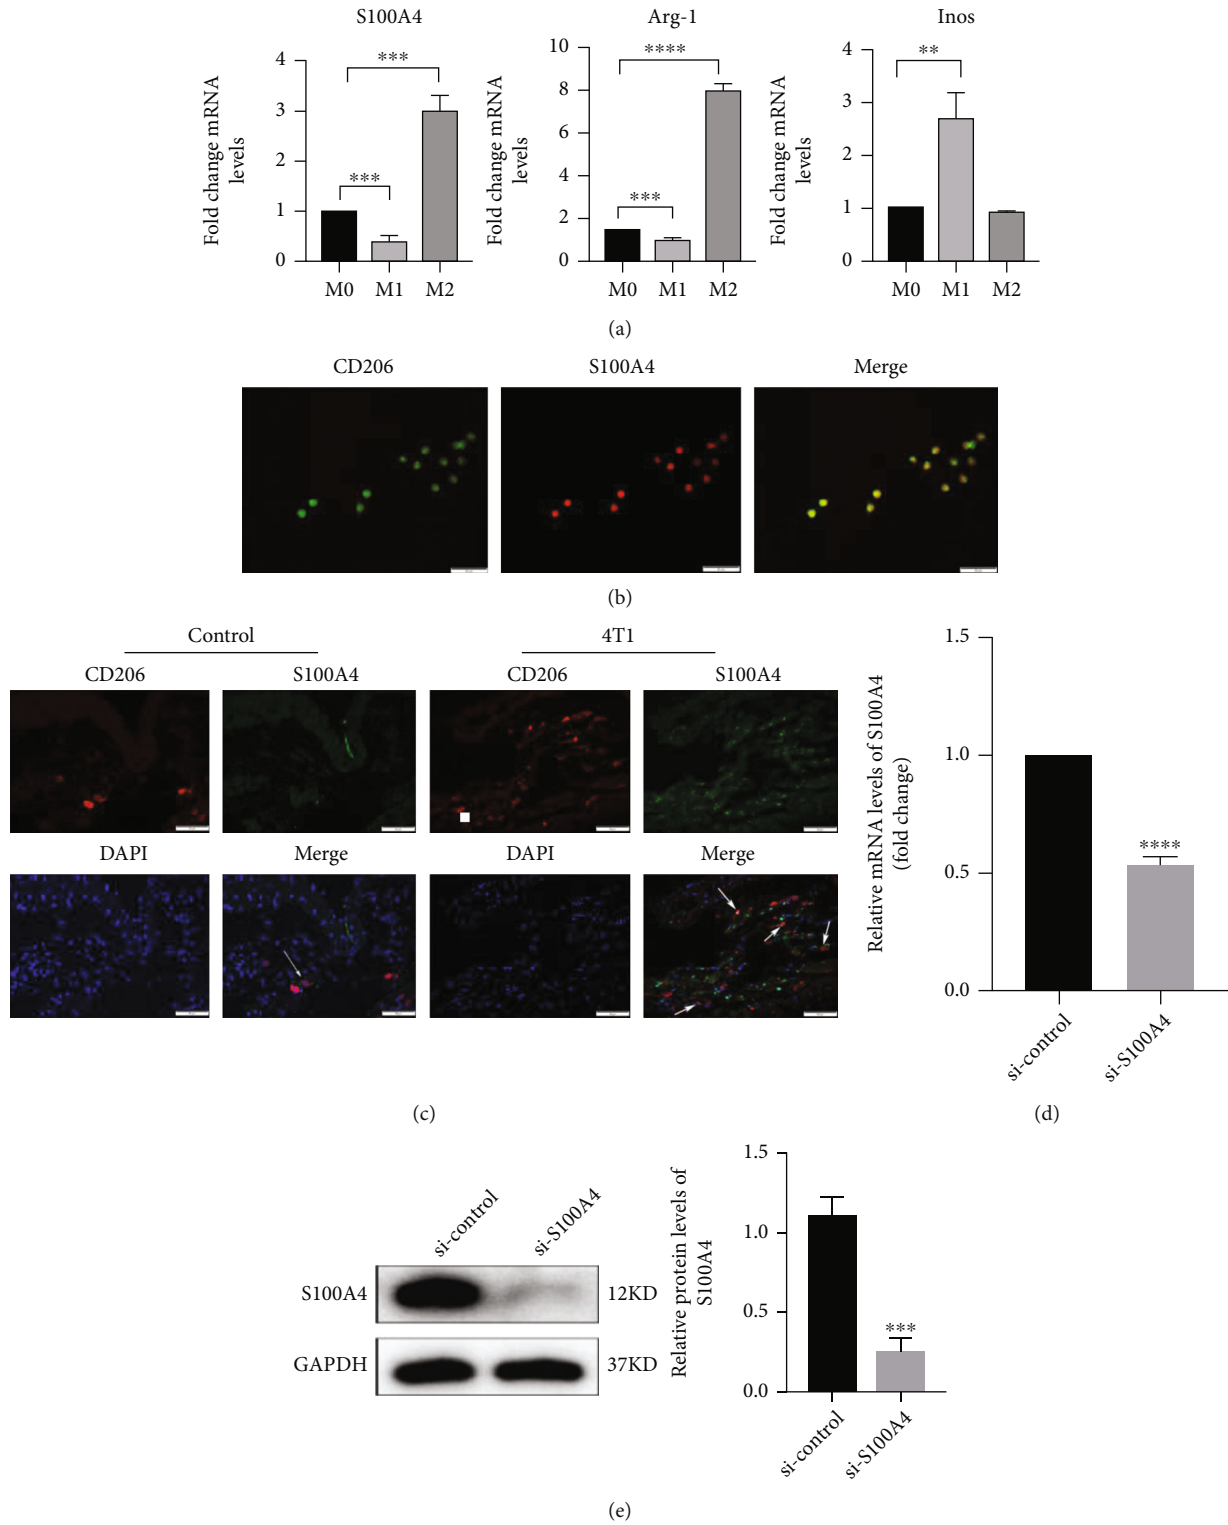 S100A4 Arg-1 Inos
Fold change mRNA
levels
4
3
2
1
0
***
***
M0 M1 M2
Fold change mRNA
levels
10
8
6
4
2
0
****
***
M0 M1 M2
Fold change mRNA
levels
4
3
2
1
0
**
M0 M1 M2
(a)
CD206 S100A4 Merge
(b)
Control 4T1
CD206 S100A4 CD206 S100A4
DAPI Merge DAPI Merge
(c)
Relative mRNA levels of S100A4
(fold change)
1.5
1.0
0.5
0.0
****
si-control si-S100A4
(d)
si-control si-S100A4
S100A4 12KD
GAPDH 37KD
Relative protein levels of
S100A4
1.5
1.0
0.5
0.0
***
si-control si-S100A4
(e)